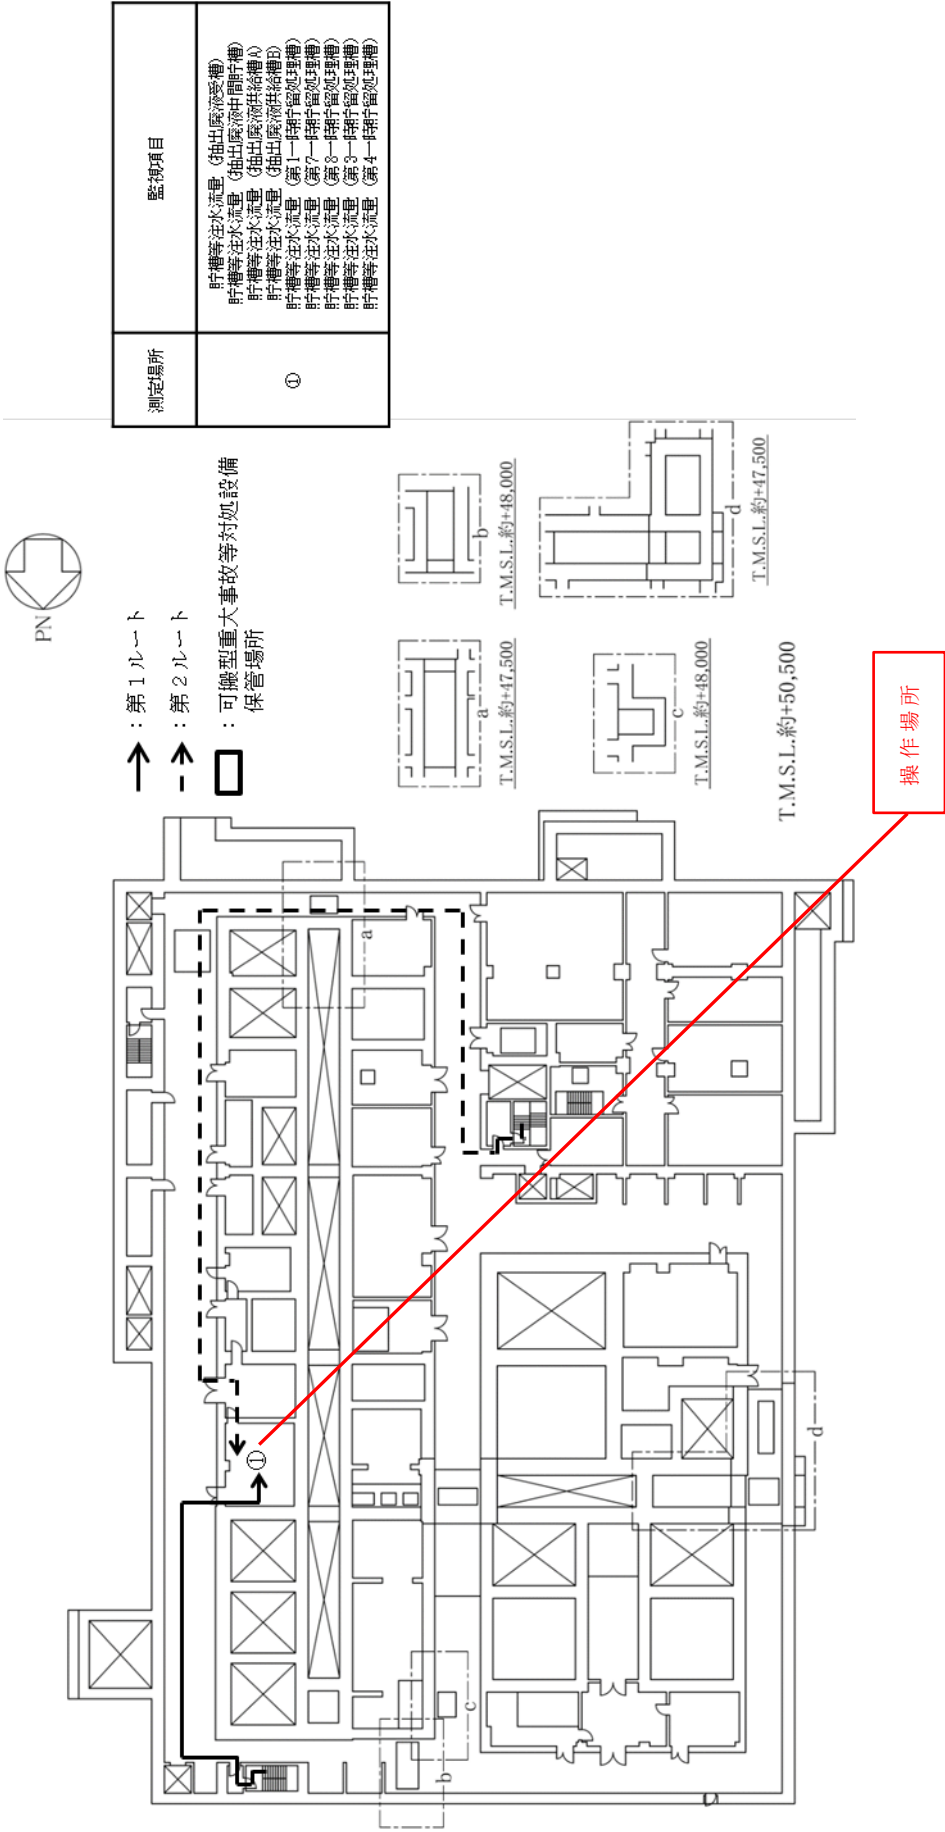 測定場所
監視項目
①
貯槽等注水流量（抽出廃液受槽）
貯槽等注水流量（抽出廃液中間貯槽）
貯槽等注水流量（抽出廃液供給槽A）
貯槽等注水流量（抽出廃液供給槽B）
貯槽等注水流量（第1一時貯留処理槽）
貯槽等注水流量（第7一時貯留処理槽）
貯槽等注水流量（第8一時貯留処理槽）
貯槽等注水流量（第3一時貯留処理槽）
貯槽等注水流量（第4一時貯留処理槽）
PN
：第１ルート
：第２ルート
：可搬型重大事故等対処設備
保管場所
a
T.M.S.L.約+47,500
b
T.M.S.L.約+48,000
c
T.M.S.L.約+48,000
d
T.M.S.L.約+47,500
T.M.S.L.約+50,500
操作場所
①
a
b
c
d